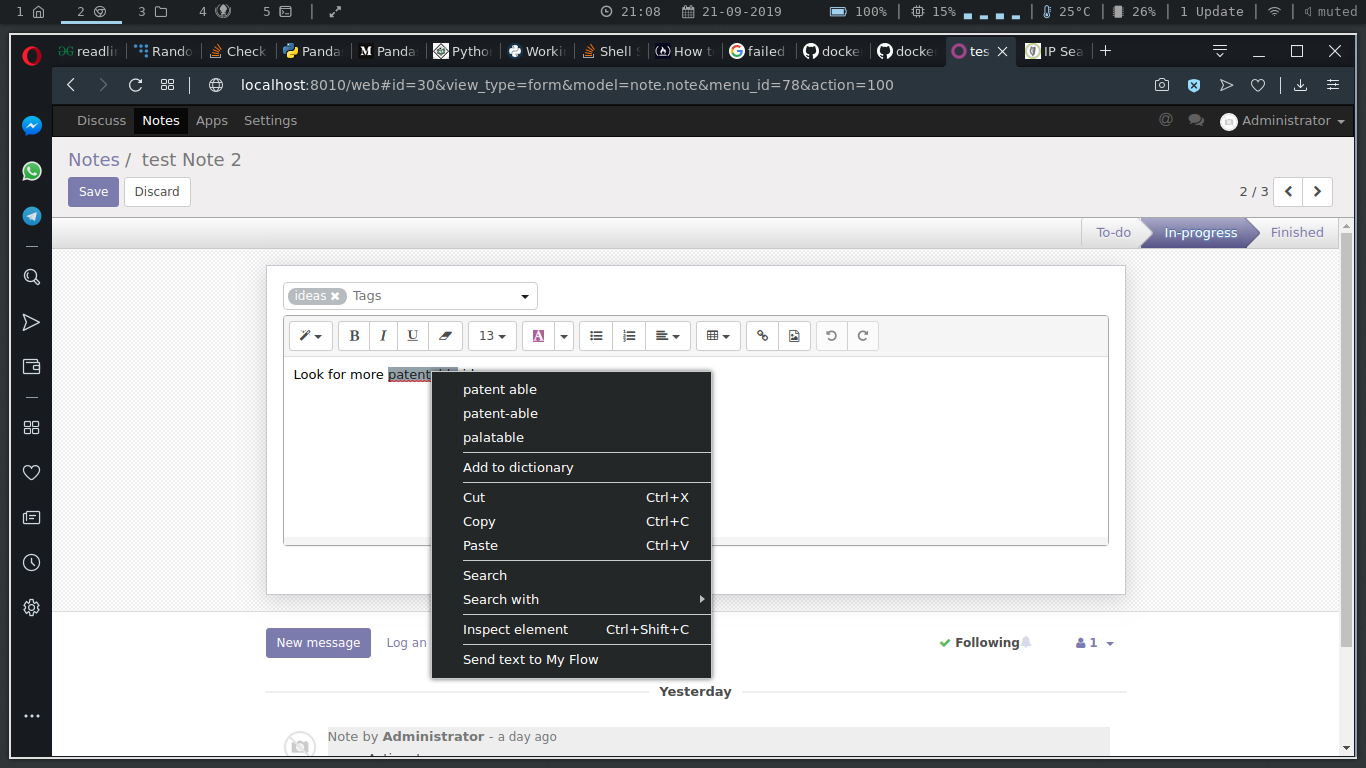 1 2 3 4 5 21:08 21-09-2019 100% 15% 25°C 26% 1 Update muted
readlin Rando Check Panda Panda Pytho Worki Shell How t failed docke docke tes IP Sea
localhost:8010/web#id=30&view_type=form&model=note.note&menu_id=78&action=100
Discuss Notes Apps Settings @ Administrator
Notes / test Note 2
Save Discard 2 / 3
To-do In-progress Finished
ideas Tags
B I U 13 A
Look for more patent
patent able
patent-able
palatable
Add to dictionary
Cut Ctrl+X
Copy Ctrl+C
Paste Ctrl+V
Search
Search with
Inspect element Ctrl+Shift+C
Send text to My Flow
New message Log an Following 1
Yesterday
Note by Administrator - a day ago